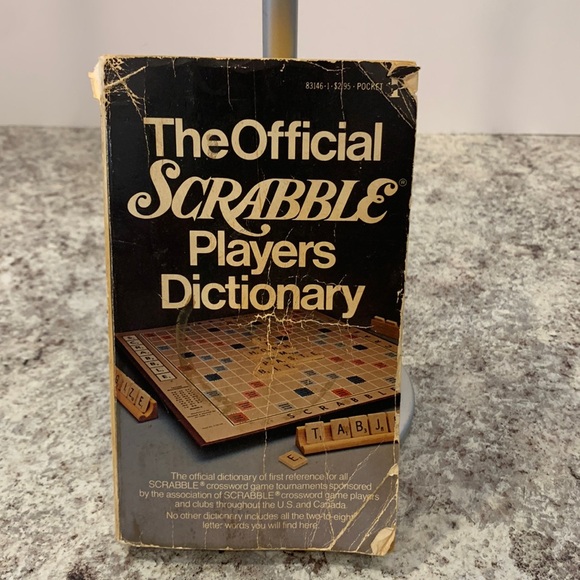 83146-1·$2.95·POCKET
The Official
SCRABBLE®
Players
Dictionary
SCRABBLE
T A B J
E
The official dictionary of first reference for all
SCRABBLE® crossword game tournaments sponsored
by the association of SCRABBLE® crossword game players
and clubs throughout the U.S. and Canada.
No other dictionary includes all the two-to-eight
letter words you will find here.